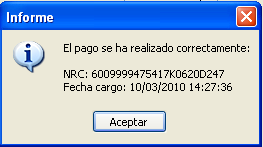 Informe
El pago se ha realizado correctamente:
NRC: 6009999475417K0620D247
Fecha cargo: 10/03/2010 14:27:36
Aceptar